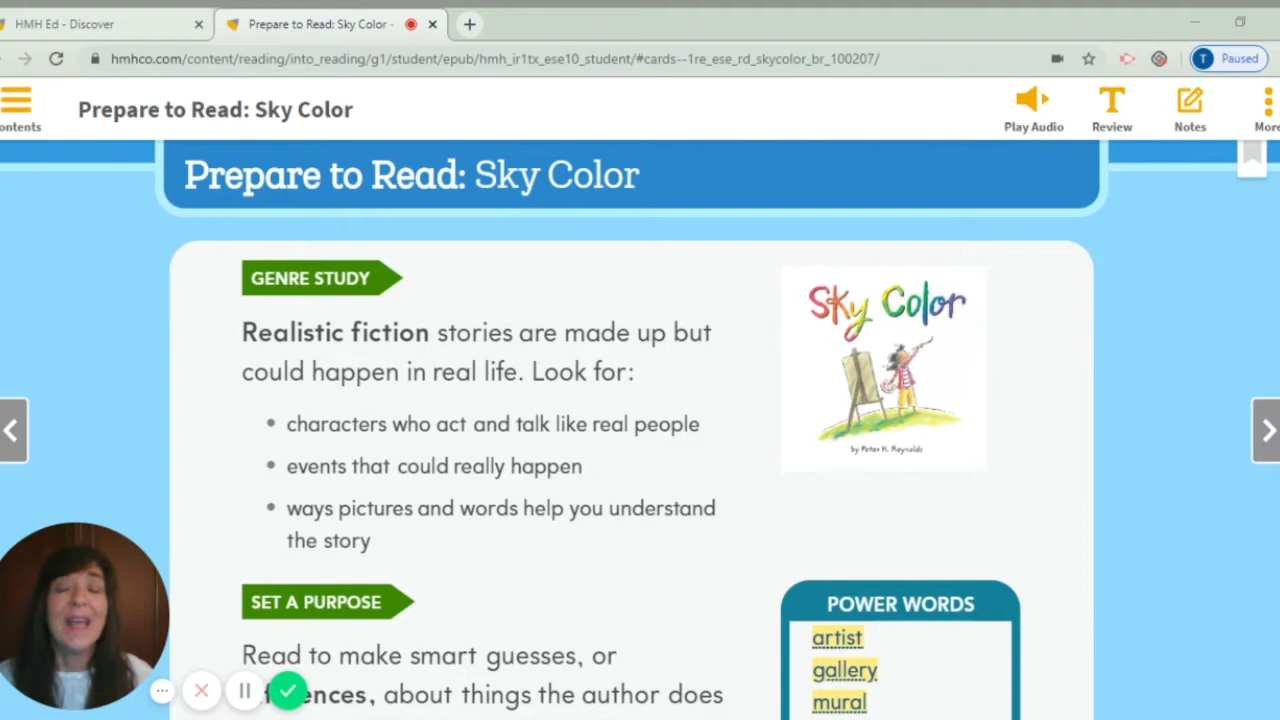 HMH Ed - Discover
Prepare to Read: Sky Color -
hmhco.com/content/reading/into_reading/g1/student/epub/hmh_ir1tx_ese10_student/#cards--1re_ese_rd_skycolor_br_100207/
T Paused
ontents
Prepare to Read: Sky Color
Play Audio
Review
Notes
More
Prepare to Read: Sky Color
GENRE STUDY
Realistic fiction stories are made up but
could happen in real life. Look for:
• characters who act and talk like real people
• events that could really happen
• ways pictures and words help you understand
the story
Sky Color
by Peter H. Reynolds
SET A PURPOSE
Read to make smart guesses, or
ences, about things the author does
POWER WORDS
artist
gallery
mural